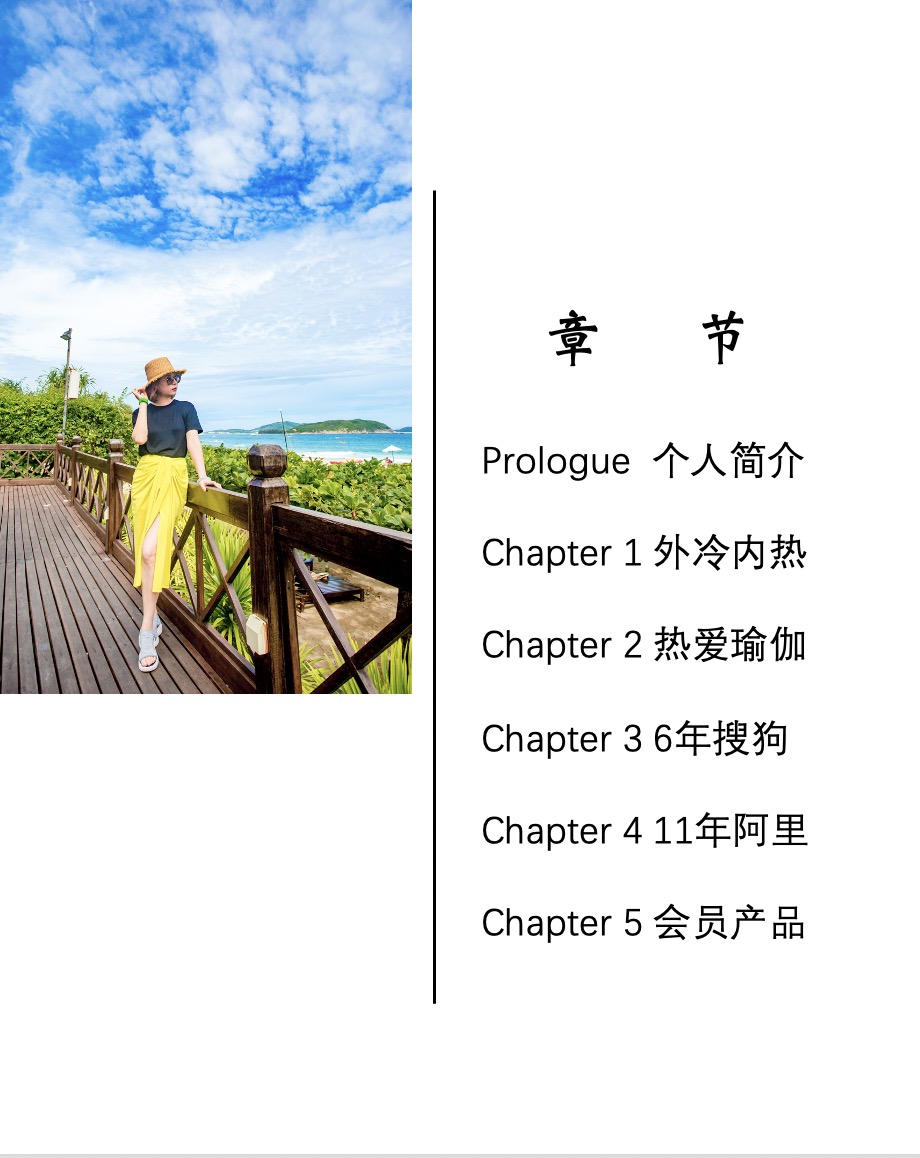 章 节
Prologue 个人简介
Chapter 1 外冷内热
Chapter 2 热爱瑜伽
Chapter 3 6年搜狗
Chapter 4 11年阿里
Chapter 5 会员产品